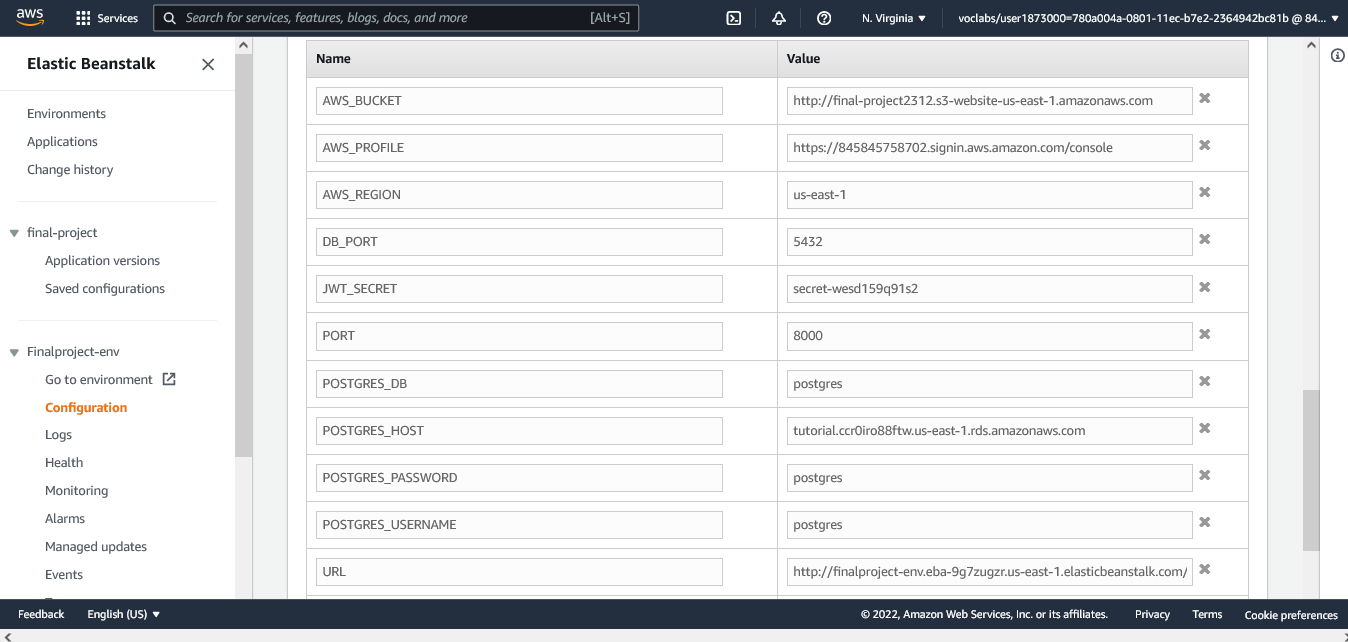 aws Services Search for services, features, blogs, docs, and more [Alt+S] N. Virginia ▼ voclabs/user1873000=780a004a-0801-11ec-b7e2-2364942bc81b @ 84... ▼
Elastic Beanstalk
Environments
Applications
Change history
final-project
Application versions
Saved configurations
Finalproject-env
Go to environment
Configuration
Logs
Health
Monitoring
Alarms
Managed updates
Events
Name Value
AWS_BUCKET http://final-project2312.s3-website-us-east-1.amazonaws.com
AWS_PROFILE https://845845758702.signin.aws.amazon.com/console
AWS_REGION us-east-1
DB_PORT 5432
JWT_SECRET secret-wesd159q91s2
PORT 8000
POSTGRES_DB postgres
POSTGRES_HOST tutorial.ccr0iro88ftw.us-east-1.rds.amazonaws.com
POSTGRES_PASSWORD postgres
POSTGRES_USERNAME postgres
URL http://finalproject-env.eba-9g7zugzr.us-east-1.elasticbeanstalk.com/
Feedback English (US) ▼ © 2022, Amazon Web Services, Inc. or its affiliates. Privacy Terms Cookie preferences